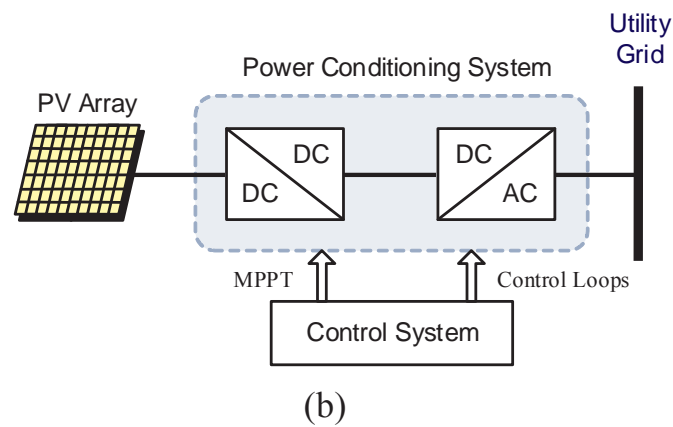 Utility
Grid
Power Conditioning System
PV Array
DC
DC
DC
AC
MPPT
Control Loops
Control System
(b)